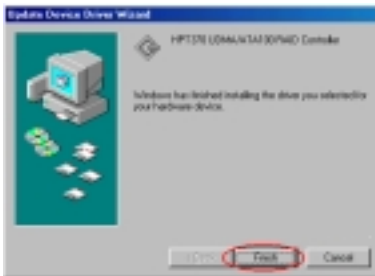 Update Device Driver Wizard
HPT370 UDMA/ATA100 RAID Controller
Windows has finished installing the driver you selected for
your hardware device.
< Back
Finish
Cancel